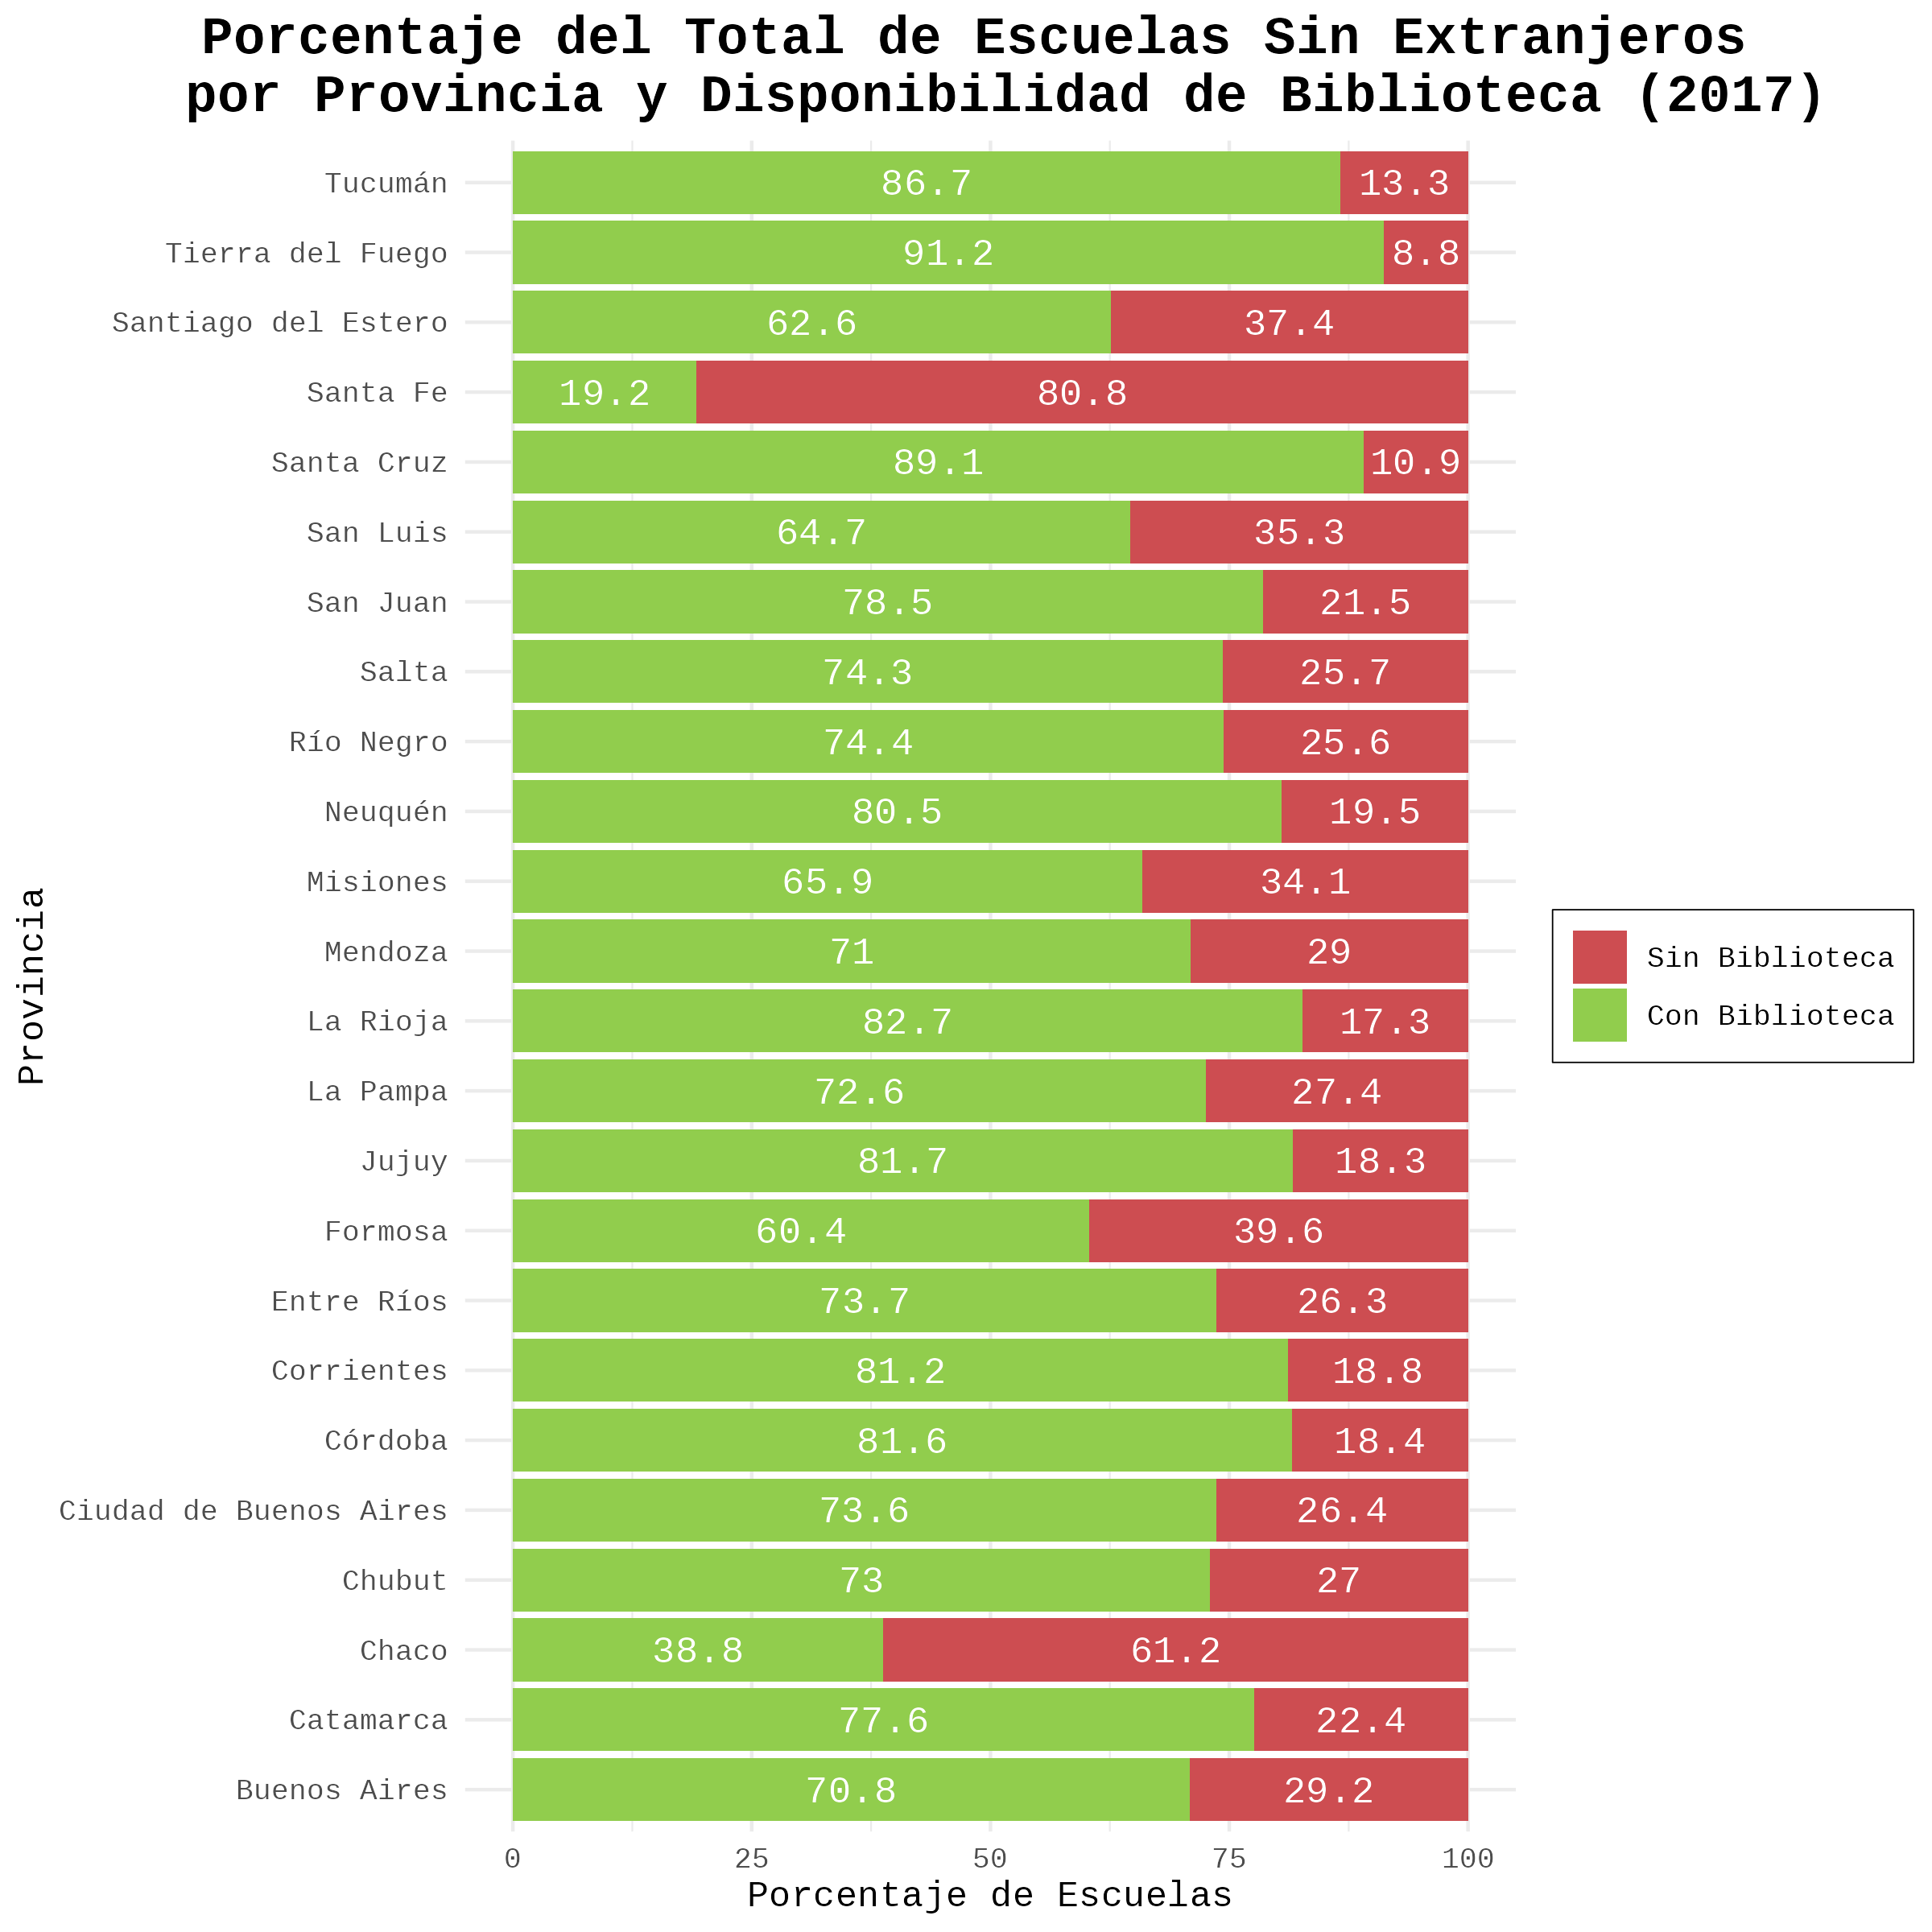 Porcentaje del Total de Escuelas Sin Extranjeros
por Provincia y Disponibilidad de Biblioteca (2017)
Tucumán 86.7 13.3
Tierra del Fuego 91.2 8.8
Santiago del Estero 62.6 37.4
Santa Fe 19.2 80.8
Santa Cruz 89.1 10.9
San Luis 64.7 35.3
San Juan 78.5 21.5
Salta 74.3 25.7
Río Negro 74.4 25.6
Neuquén 80.5 19.5
Misiones 65.9 34.1
Mendoza 71 29
La Rioja 82.7 17.3
La Pampa 72.6 27.4
Jujuy 81.7 18.3
Formosa 60.4 39.6
Entre Ríos 73.7 26.3
Corrientes 81.2 18.8
Córdoba 81.6 18.4
Ciudad de Buenos Aires 73.6 26.4
Chubut 73 27
Chaco 38.8 61.2
Catamarca 77.6 22.4
Buenos Aires 70.8 29.2
0 25 50 75 100
Porcentaje de Escuelas
Provincia
Sin Biblioteca
Con Biblioteca